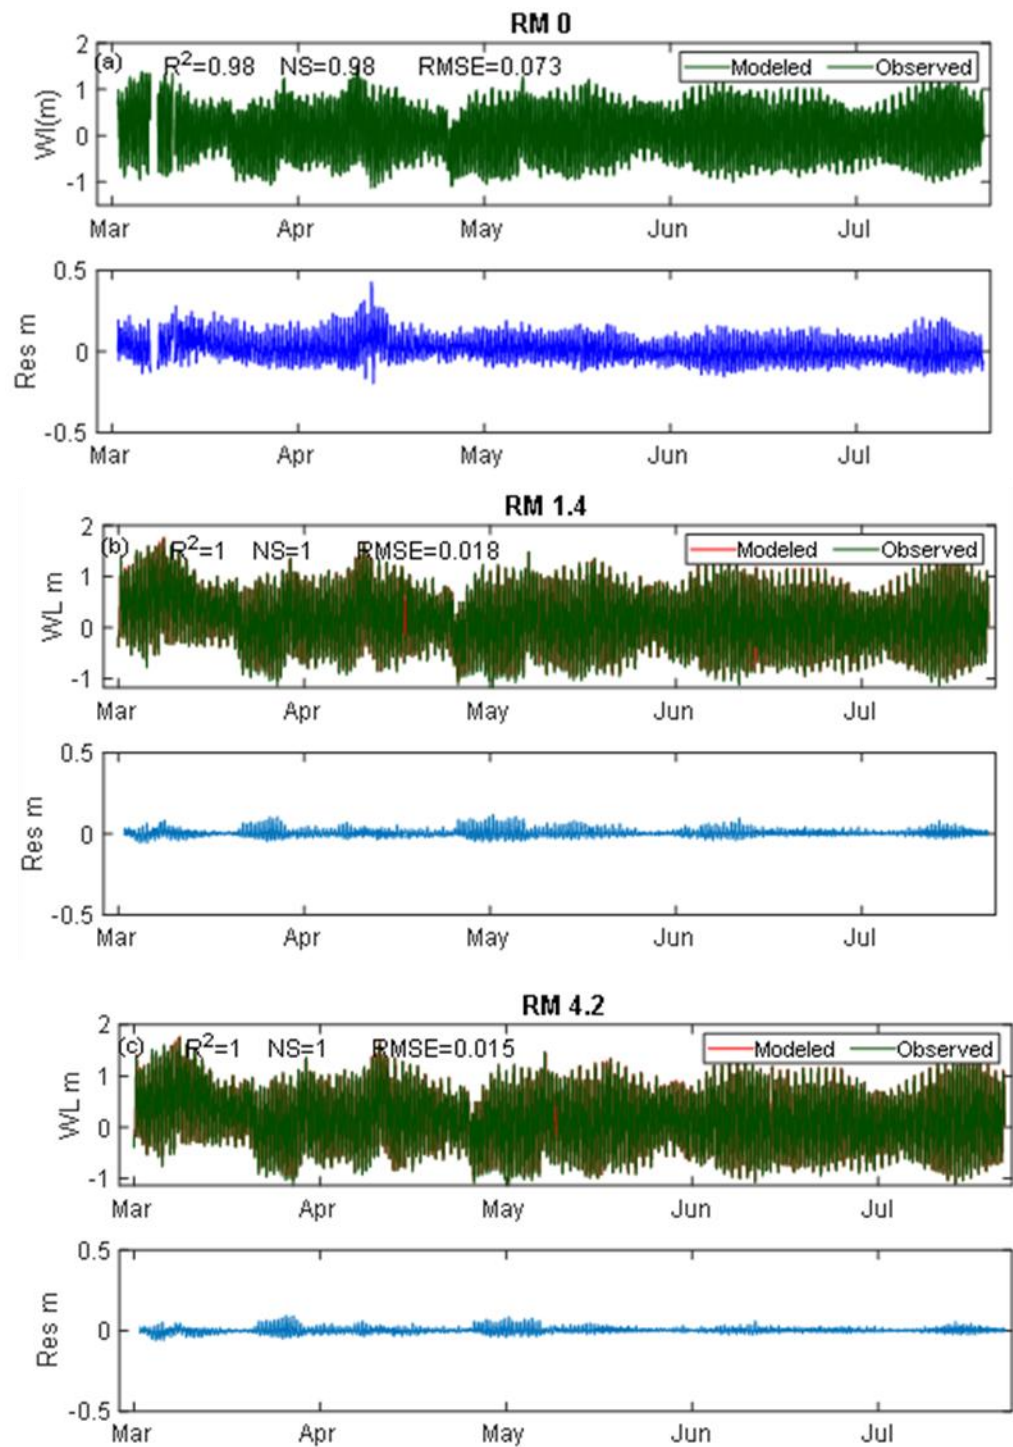 RM 0
2
(a) R²=0.98 NS=0.98 RMSE=0.073 Modeled Observed
1
Wl(m)
0
-1
Mar Apr May Jun Jul
0.5
Res m
0
-0.5
Mar Apr May Jun Jul
RM 1.4
2
(b) R²=1 NS=1 RMSE=0.018 Modeled Observed
1
WL m
0
-1
Mar Apr May Jun Jul
0.5
Res m
0
-0.5
Mar Apr May Jun Jul
RM 4.2
2
(c) R²=1 NS=1 RMSE=0.015 Modeled Observed
1
WL m
0
-1
Mar Apr May Jun Jul
0.5
Res m
0
-0.5
Mar Apr May Jun Jul